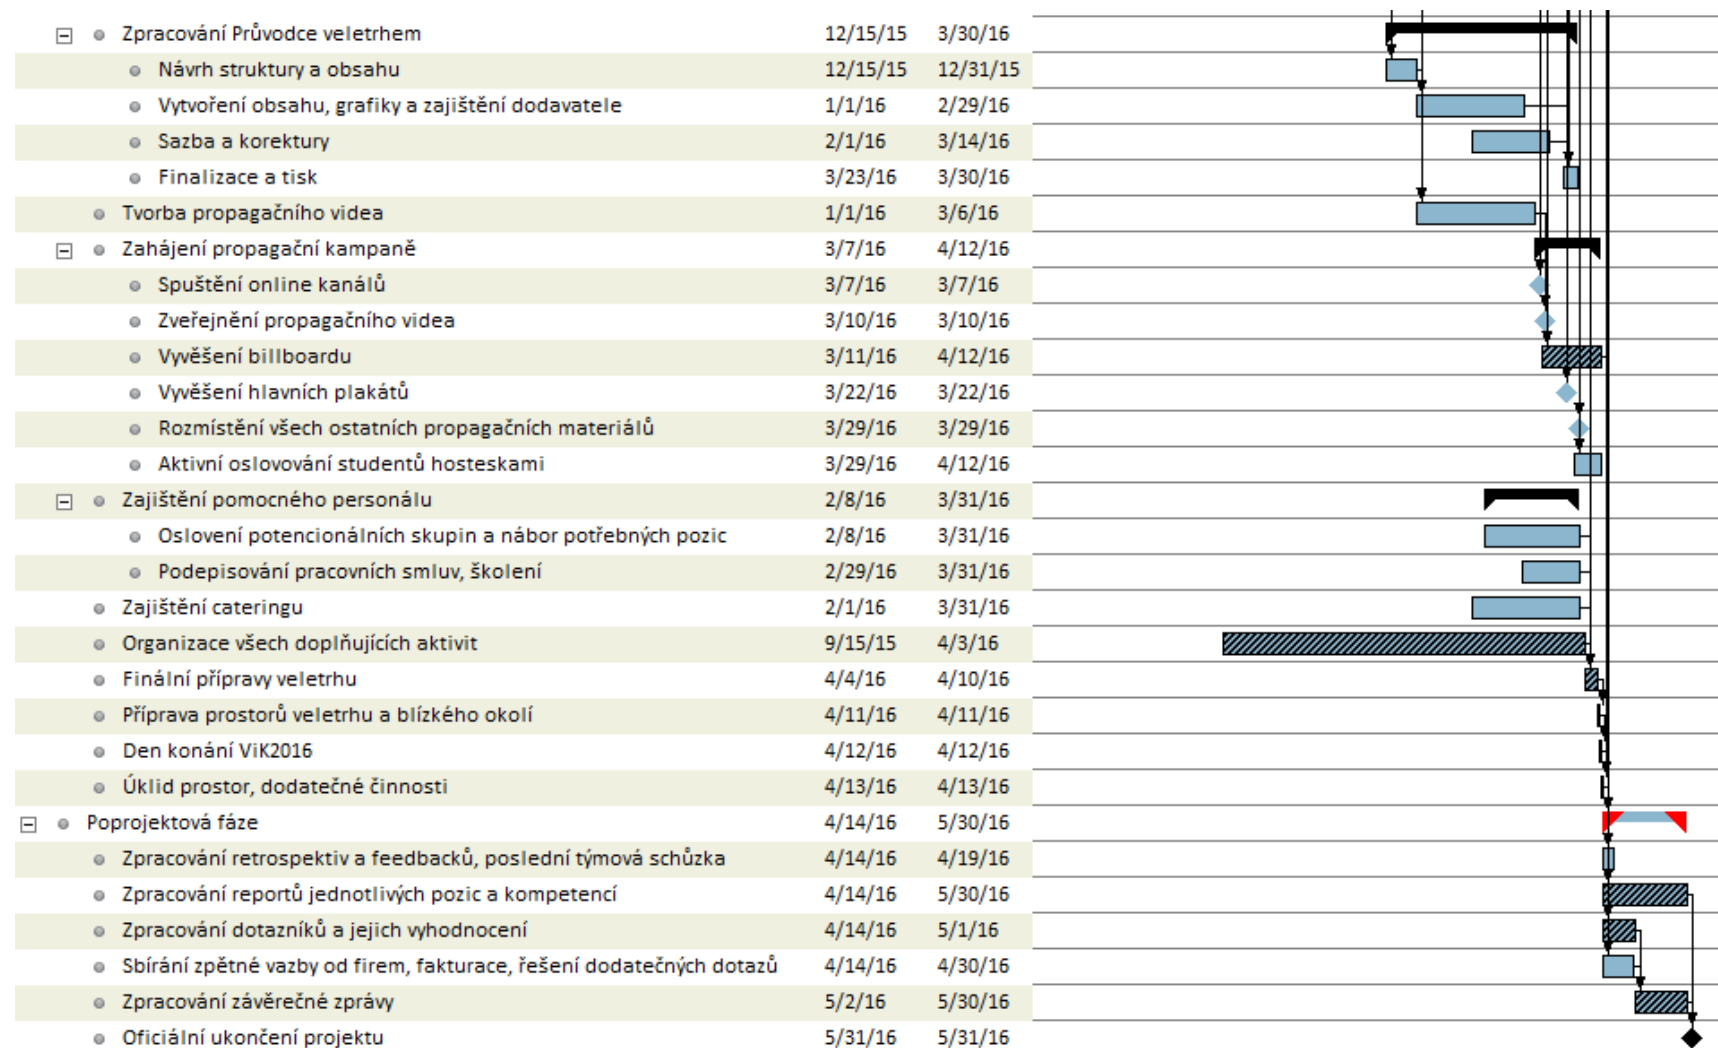 Zpracování Průvodce veletrhem 12/15/15 3/30/16
Návrh struktury a obsahu 12/15/15 12/31/15
Vytvoření obsahu, grafiky a zajištění dodavatele 1/1/16 2/29/16
Sazba a korektury 2/1/16 3/14/16
Finalizace a tisk 3/23/16 3/30/16
Tvorba propagačního videa 1/1/16 3/6/16
Zahájení propagační kampaně 3/7/16 4/12/16
Spuštění online kanálů 3/7/16 3/7/16
Zveřejnění propagačního videa 3/10/16 3/10/16
Vyvěšení billboardu 3/11/16 4/12/16
Vyvěšení hlavních plakátů 3/22/16 3/22/16
Rozmístění všech ostatních propagačních materiálů 3/29/16 3/29/16
Aktivní oslovování studentů hosteskami 3/29/16 4/12/16
Zajištění pomocného personálu 2/8/16 3/31/16
Oslovení potencionálních skupin a nábor potřebných pozic 2/8/16 3/31/16
Podepisování pracovních smluv, školení 2/29/16 3/31/16
Zajištění cateringu 2/1/16 3/31/16
Organizace všech doplňujících aktivit 9/15/15 4/3/16
Finální přípravy veletrhu 4/4/16 4/10/16
Příprava prostorů veletrhu a blízkého okolí 4/11/16 4/11/16
Den konání ViK2016 4/12/16 4/12/16
Úklid prostor, dodatečné činnosti 4/13/16 4/13/16
Poprojektová fáze 4/14/16 5/30/16
Zpracování retrospektiv a feedbacků, poslední týmová schůzka 4/14/16 4/19/16
Zpracování reportů jednotlivých pozic a kompetencí 4/14/16 5/30/16
Zpracování dotazníků a jejich vyhodnocení 4/14/16 5/1/16
Sbírání zpětné vazby od firem, fakturace, řešení dodatečných dotazů 4/14/16 4/30/16
Zpracování závěrečné zprávy 5/2/16 5/30/16
Oficiální ukončení projektu 5/31/16 5/31/16